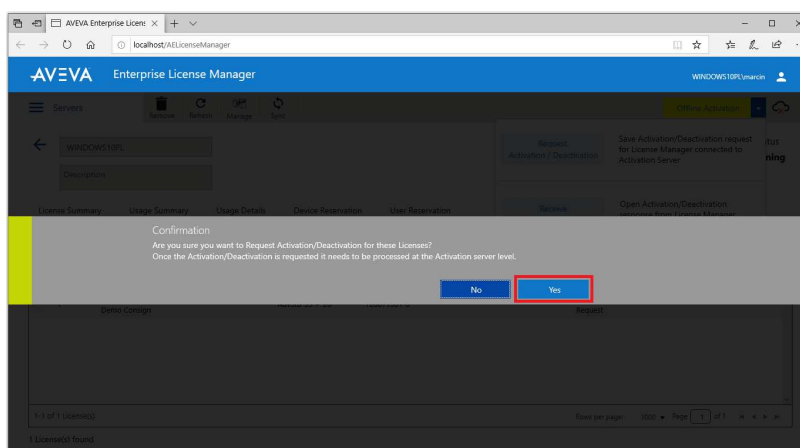 AVEVA Enterprise Licens
localhost/AELicenseManager
AVEVA Enterprise License Manager
WINDOWS10PL\marcin
Servers
Remove Refresh Manage Split
Offline Activation
WINDOWS10PL
Description
Request
Activation / Deactivation
Save Activation/Deactivation request
for License Manager connected to
Activation Server
tus
ning
Receive
Open Activation/Deactivation
response from License Manager
License Summary Usage Summary Usage Details Device Reservation User Reservation
Confirmation
Are you sure you want to Request Activation/Deactivation for these Licenses?
Once the Activation/Deactivation is requested it needs to be processed at the Activation server level.
No Yes
Demo Consign
Request
1-1 of 1 License(s)
Rows per page: 1000 Page 1 of 1
1 License(s) found